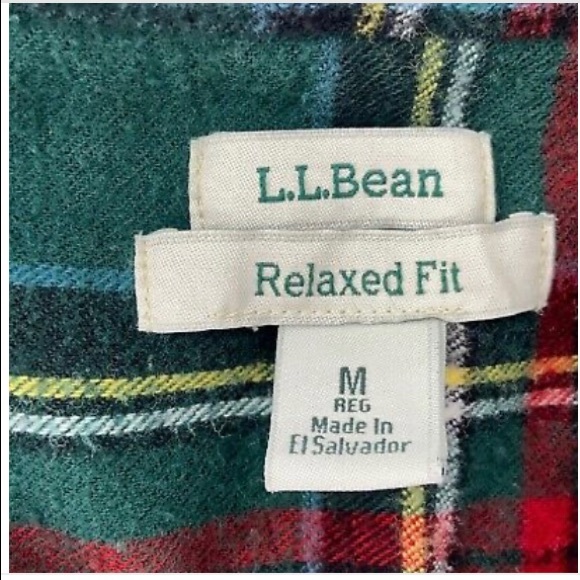 L.L.Bean
Relaxed Fit
M
REG
Made In
El Salvador